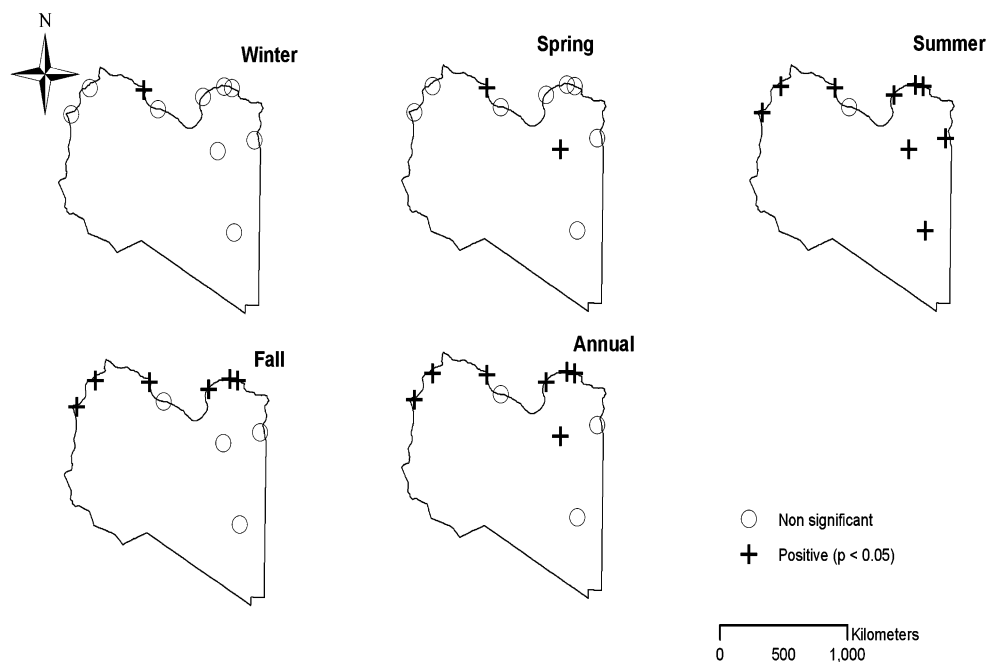 N
Winter
Spring
Summer
Fall
Annual
Non significant
Positive (p < 0.05)
Kilometers
0 500 1,000